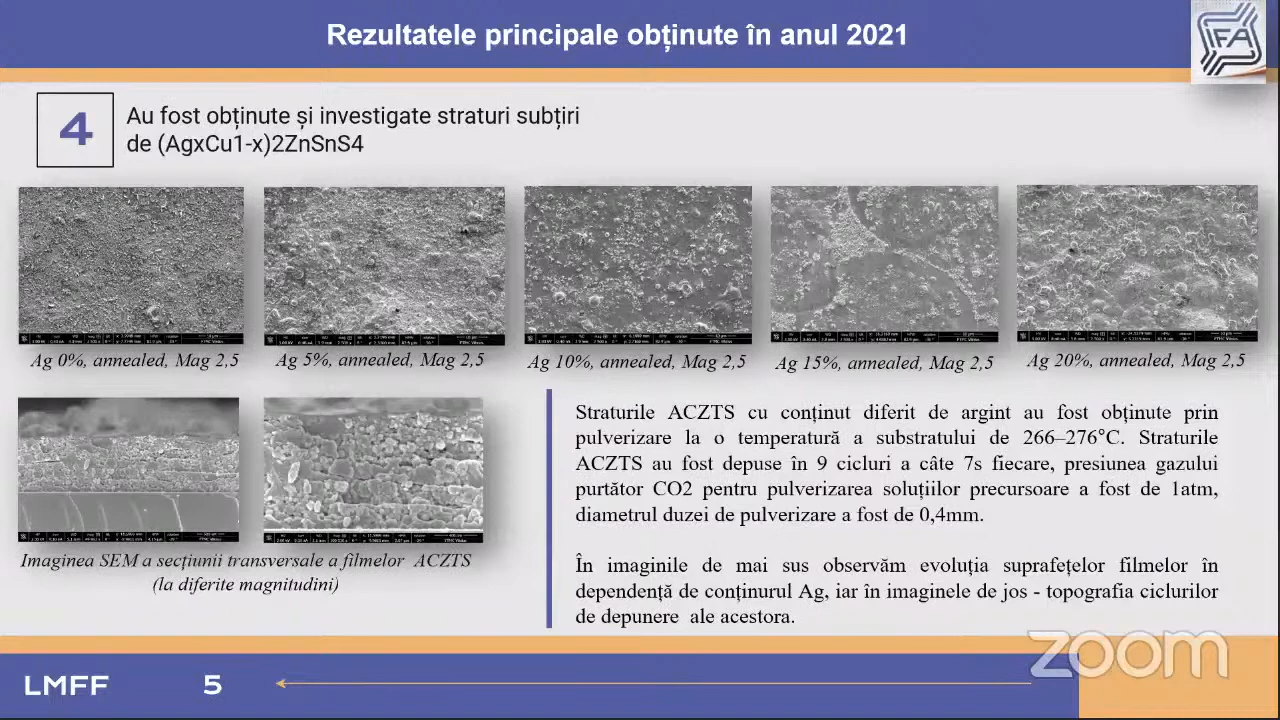 Rezultatele principale obținute în anul 2021
IFA
4
Au fost obținute și investigate straturi subțiri
de (AgxCu1-x)2ZnSnS4
Ag 0%, annealed, Mag 2,5
Ag 5%, annealed, Mag 2,5
Ag 10%, annealed, Mag 2,5
Ag 15%, annealed, Mag 2,5
Ag 20%, annealed, Mag 2,5
Imaginea SEM a secțiunii transversale a filmelor ACZTS
(la diferite magnitudini)
Straturile ACZTS cu conținut diferit de argint au fost obținute prin
pulverizare la o temperatură a substratului de 266–276°C. Straturile
ACZTS au fost depuse în 9 cicluri a câte 7s fiecare, presiunea gazului
purtător CO2 pentru pulverizarea soluțiilor precursoare a fost de 1atm,
diametrul duzei de pulverizare a fost de 0,4mm.
În imaginile de mai sus observăm evoluția suprafețelor filmelor în
dependență de conținurul Ag, iar în imaginele de jos - topografia ciclurilor
de depunere ale acestora.
zoom
LMFF
5